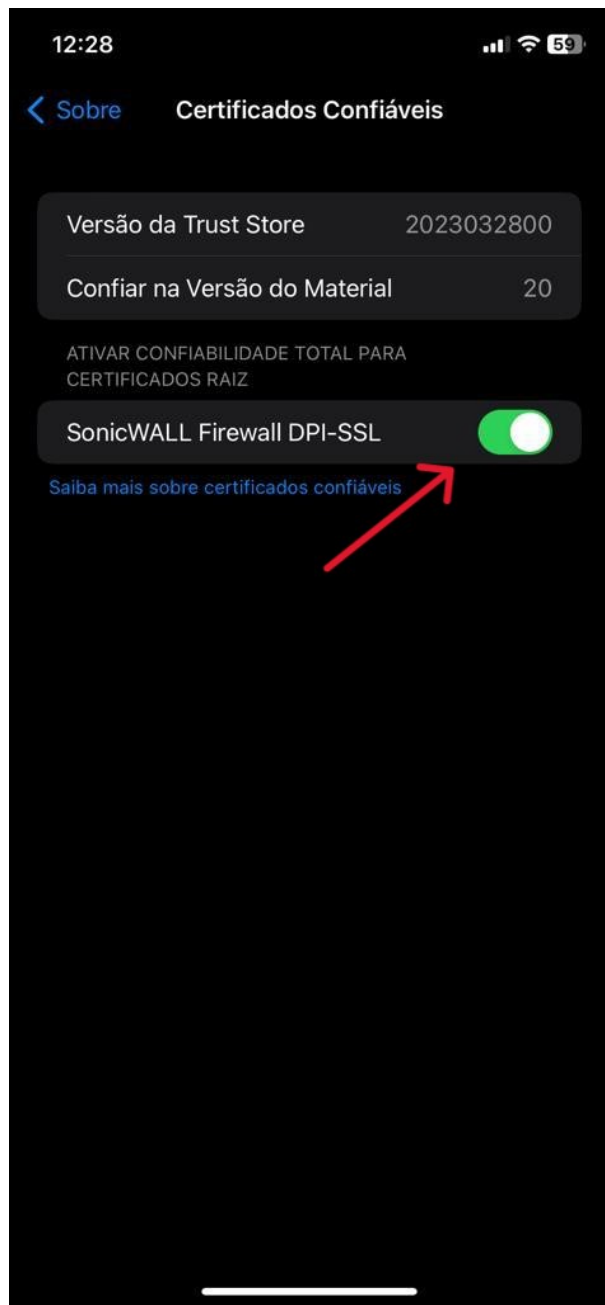 12:28
59
Sobre
Certificados Confiáveis
Versão da Trust Store 2023032800
Confiar na Versão do Material 20
ATIVAR CONFIABILIDADE TOTAL PARA
CERTIFICADOS RAIZ
SonicWALL Firewall DPI-SSL
Saiba mais sobre certificados confiáveis